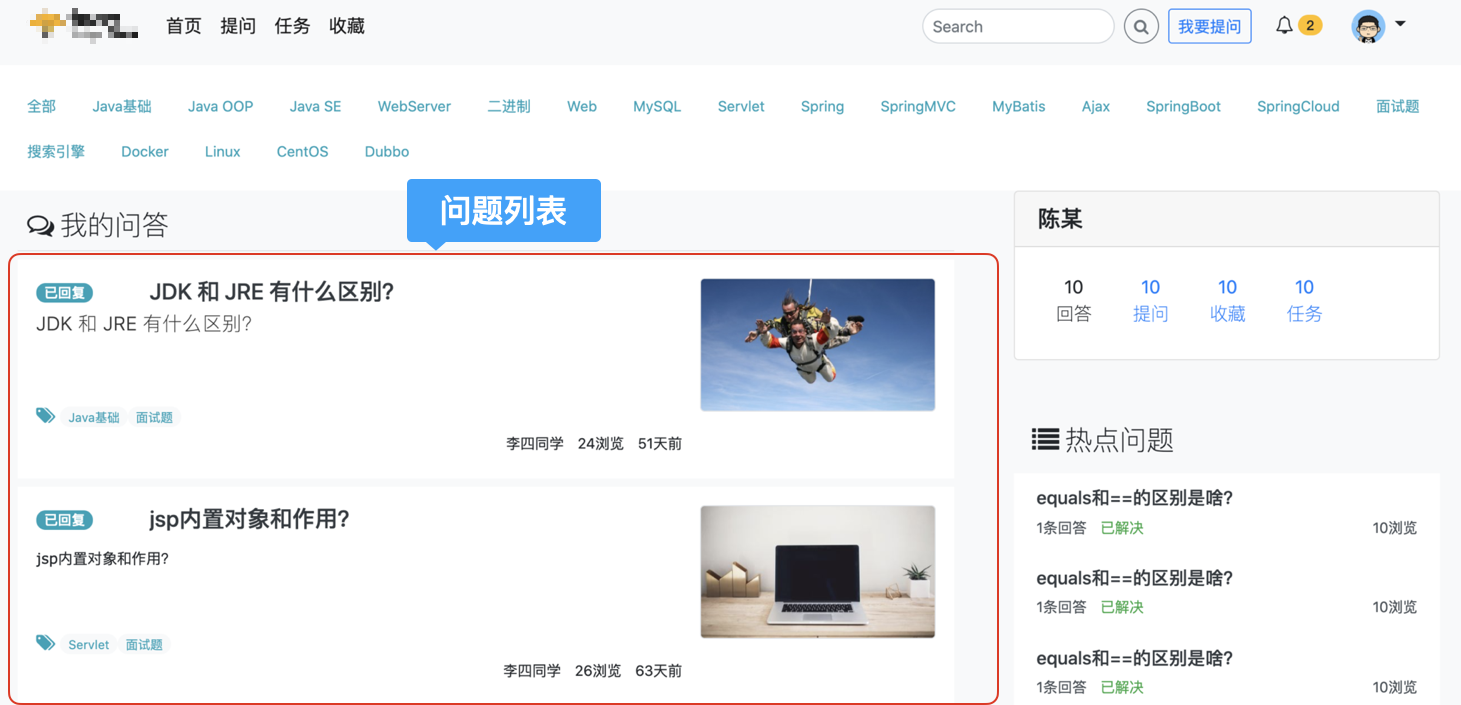 首页 提问 任务 收藏 Search 我要提问 2
全部 Java基础 Java OOP Java SE WebServer 二进制 Web MySQL Servlet Spring SpringMVC MyBatis Ajax SpringBoot SpringCloud 面试题
搜索引擎 Docker Linux CentOS Dubbo
问题列表
我的问答
已回复 JDK 和 JRE 有什么区别?
JDK 和 JRE 有什么区别?
Java基础 面试题
李四同学 24浏览 51天前
已回复 jsp内置对象和作用?
jsp内置对象和作用?
Servlet 面试题
李四同学 26浏览 63天前
陈某
10 10 10 10
回答 提问 收藏 任务
热点问题
equals和==的区别是啥?
1条回答 已解决 10浏览
equals和==的区别是啥?
1条回答 已解决 10浏览
equals和==的区别是啥?
1条回答 已解决 10浏览